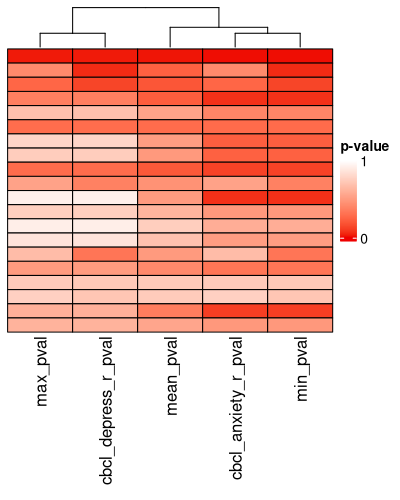 p-value
1
0
max_pval
cbcl_depress_r_pval
mean_pval
cbcl_anxiety_r_pval
min_pval